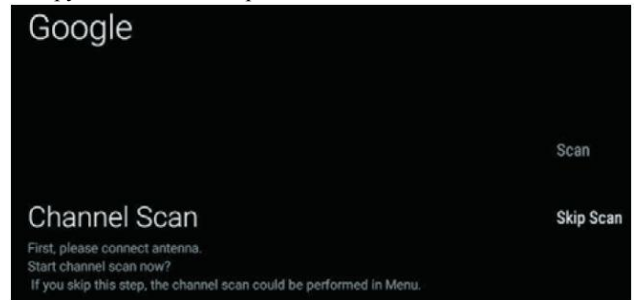 Google
Scan
Channel Scan
Skip Scan
First, please connect antenna.
Start channel scan now?
If you skip this step, the channel scan could be performed in Menu.